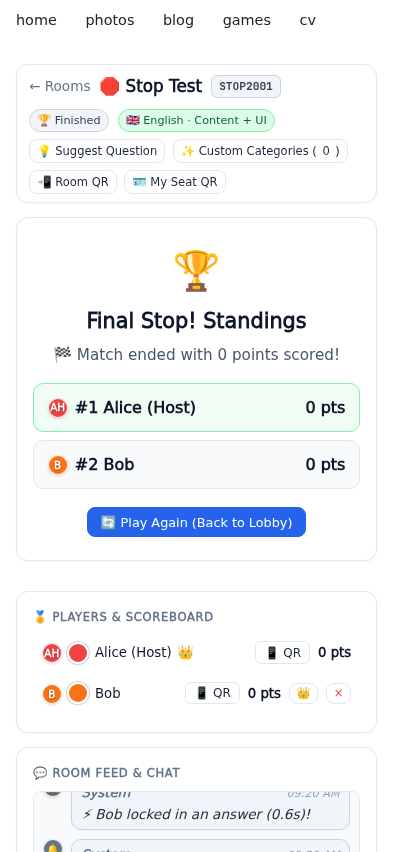 home photos blog games cv
← Rooms 🛑 Stop Test STOP2001
🏆 Finished 🇬🇧 English · Content + UI
💡 Suggest Question ✨ Custom Categories ( 0 )
📲 Room QR 🪪 My Seat QR
Final Stop! Standings
🏁 Match ended with 0 points scored!
AH #1 Alice (Host) 0 pts
B #2 Bob 0 pts
🔄 Play Again (Back to Lobby)
🏅 PLAYERS & SCOREBOARD
AH Alice (Host) 👑 📱 QR 0 pts
B Bob 📱 QR 0 pts 👑 ×
💬 ROOM FEED & CHAT
System 09:20 AM
⚡ Bob locked in an answer (0.6s)!